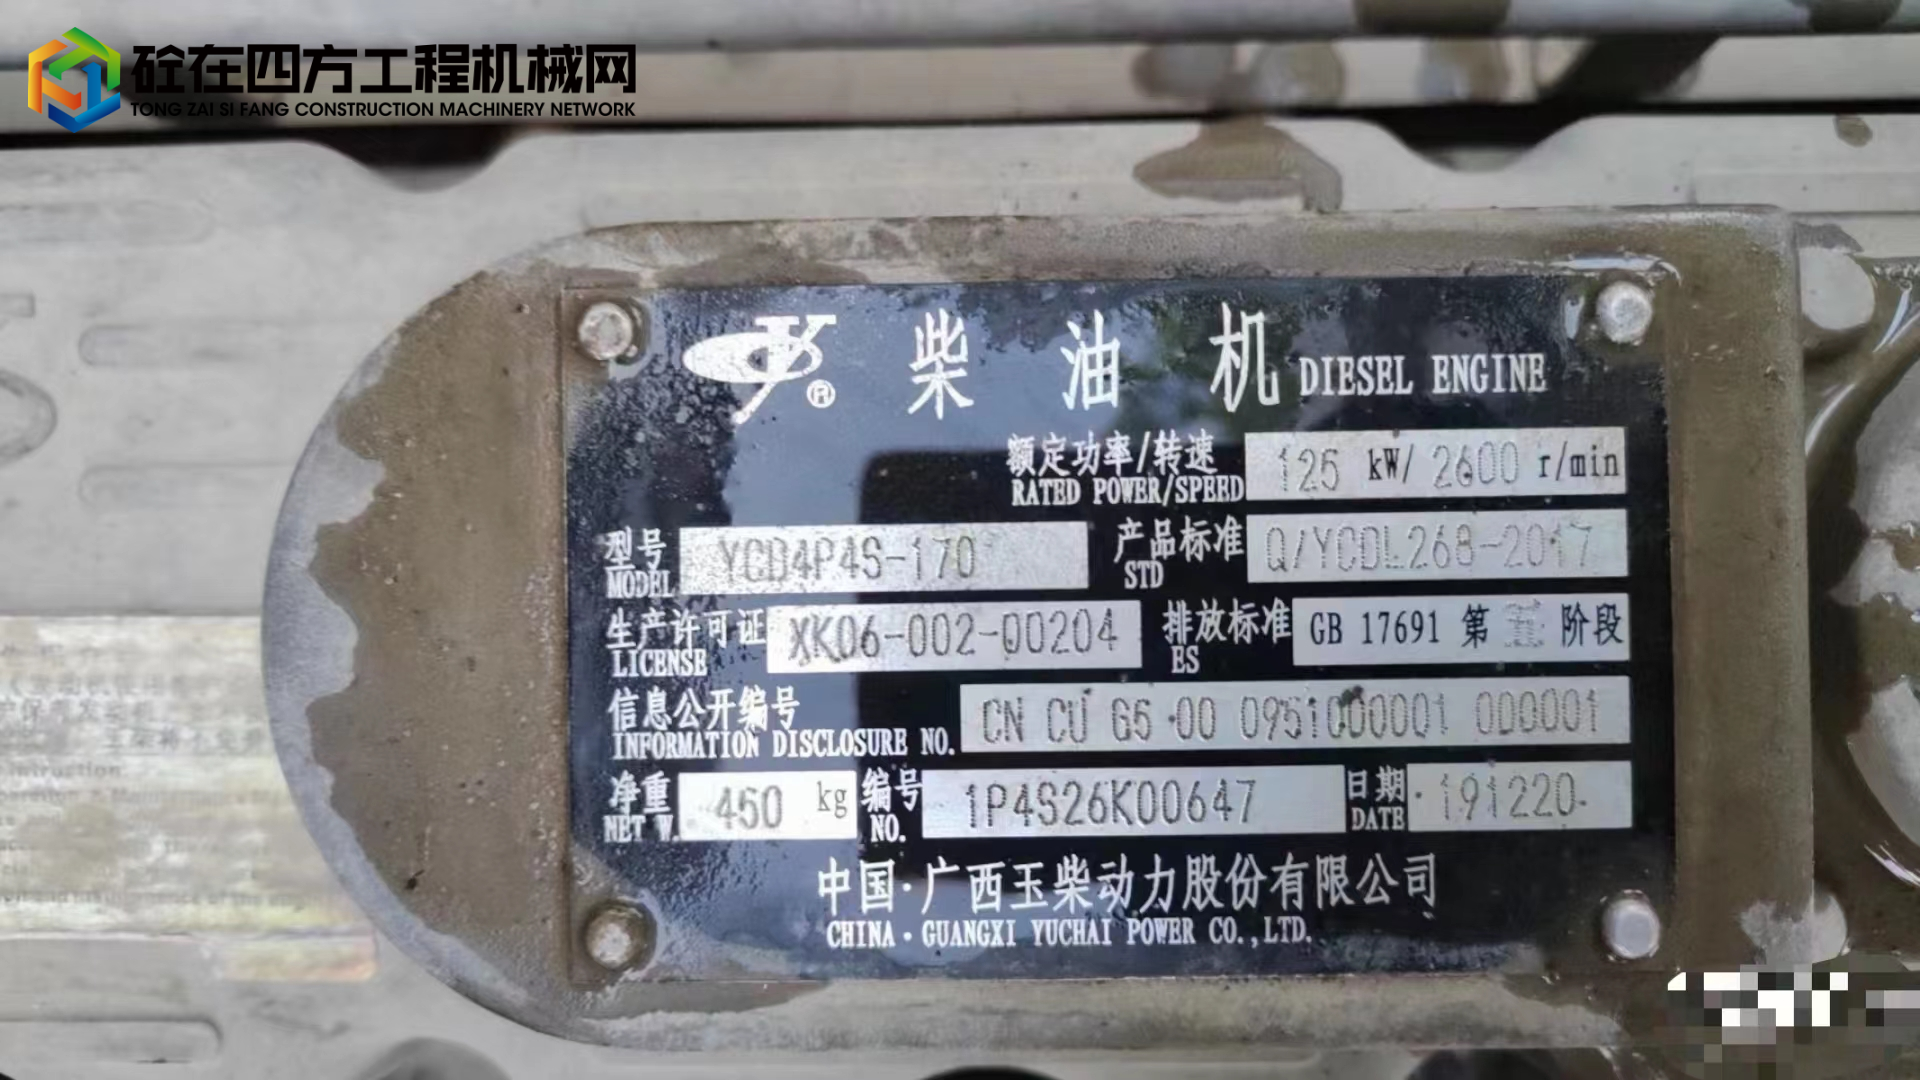 砼在四方工程机械网
TONG ZAI SI FANG CONSTRUCTION MACHINERY NETWORK
柴油机 DIESEL ENGINE
额定功率/转速 125 kW/ 2600 r/min
RATED POWER/SPEED
型号 YCD4P4S-170 产品标准 Q/YCDL268-2017
MODEL STD
生产许可证 XK06-002-00204 排放标准 GB 17691 第五阶段
LICENSE ES
信息公开编号 CN CU G5 00 0951000001 000001
INFORMATION DISCLOSURE NO.
净重 450 kg 编号 1P4S26K00647 日期 191220
NET W. NO. DATE
中国·广西玉柴动力股份有限公司
CHINA·GUANGXI YUCHAI POWER CO.,LTD.